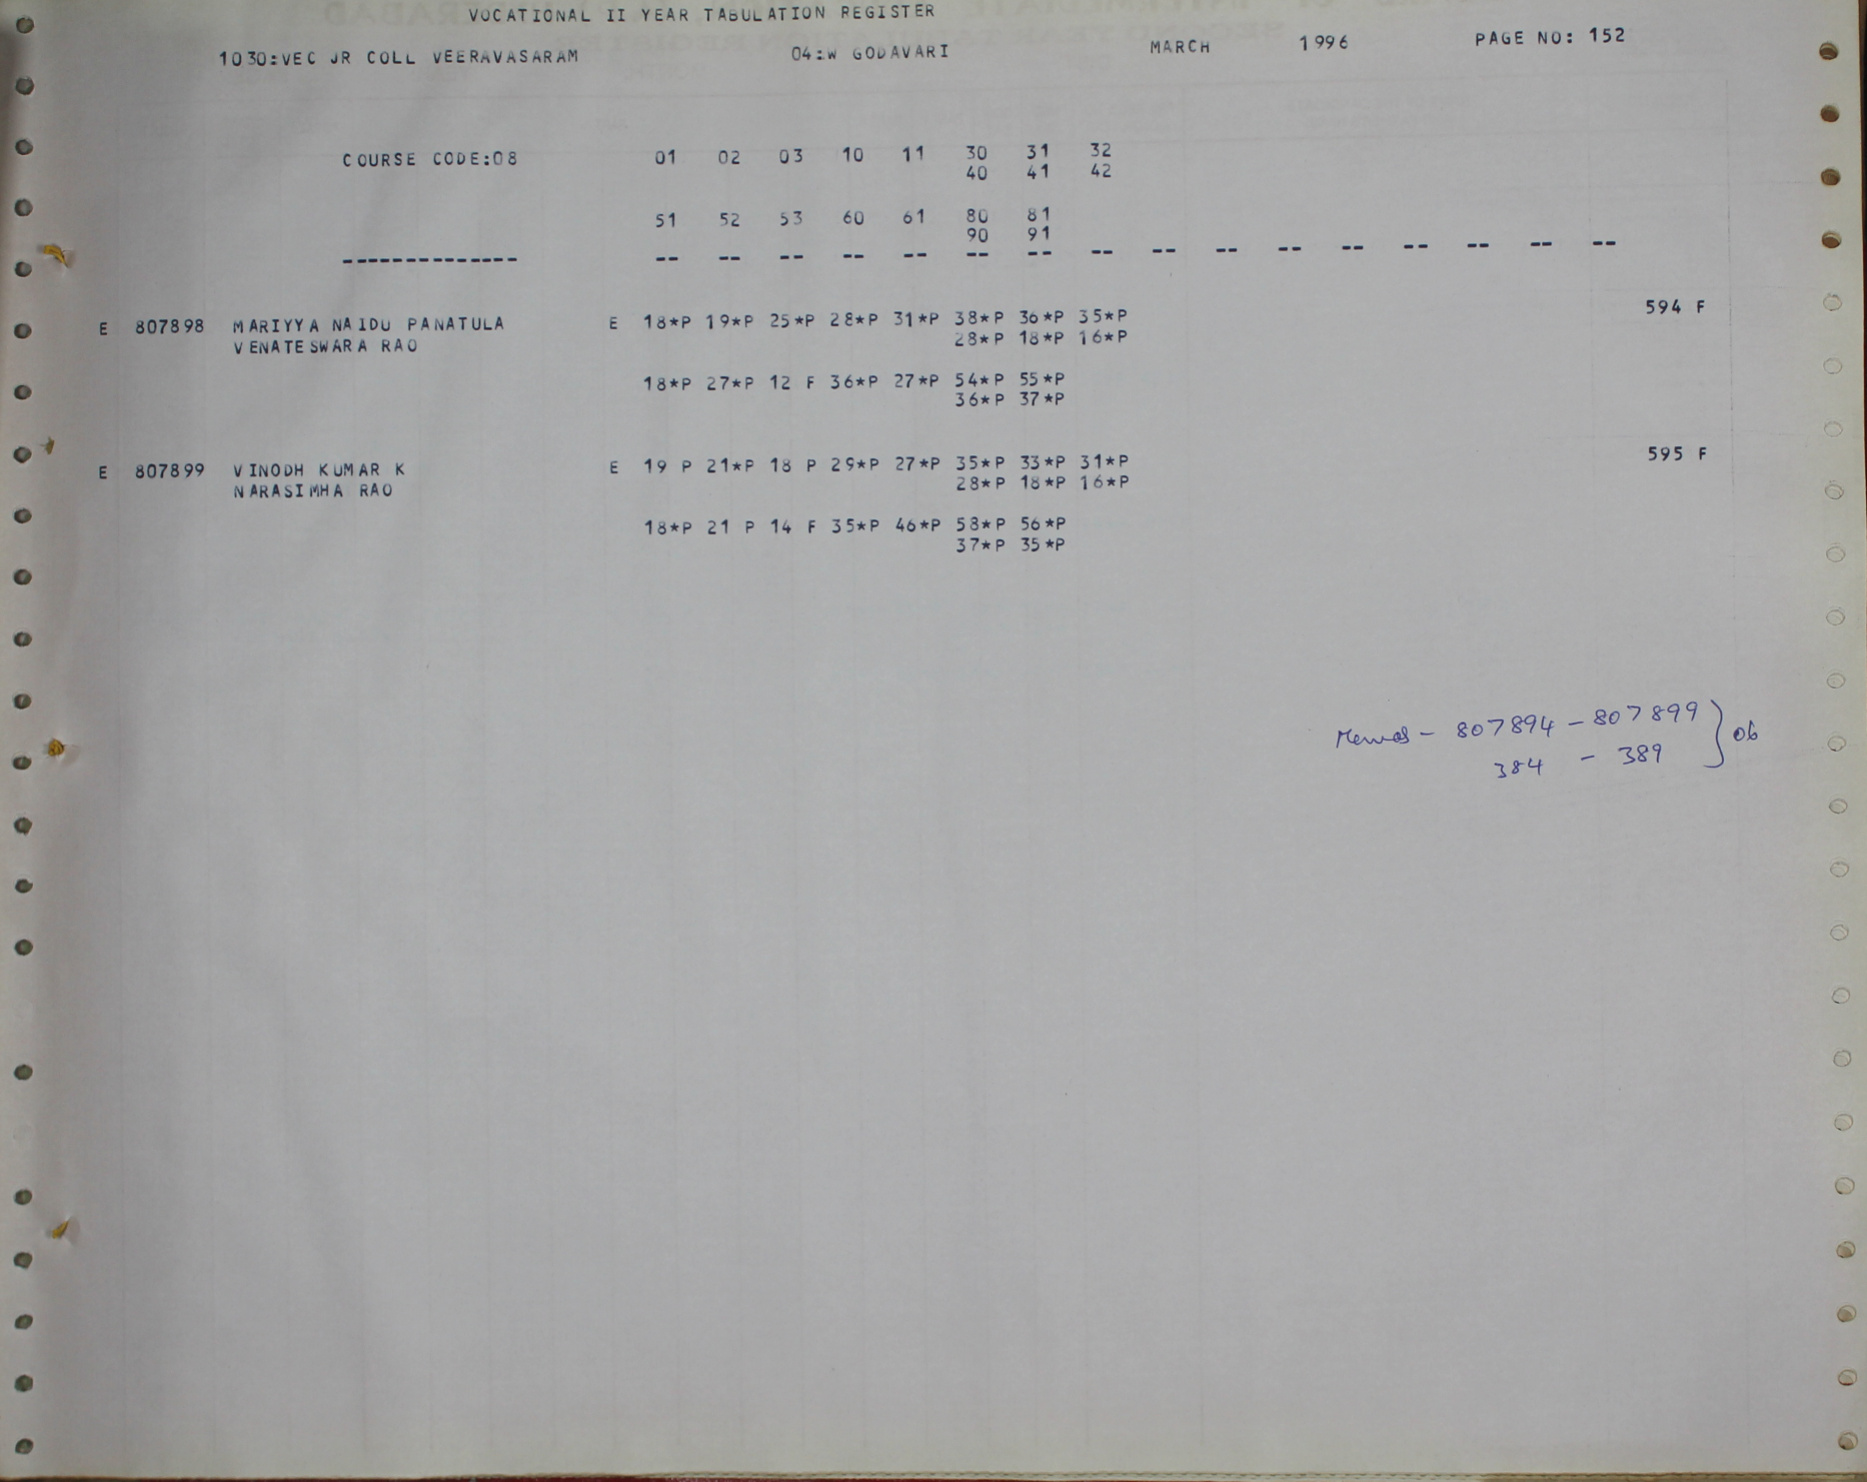 VOCATIONAL II YEAR TABULATION REGISTER
1030:VEC JR COLL VEERAVASARAM 04:W GODAVARI MARCH 1996 PAGE NO: 152
COURSE CODE:08 01 02 03 10 11 30 31 32
40 41 42
51 52 53 60 61 80 81
90 91
-------------- -- -- -- -- -- -- -- -- -- -- -- -- -- -- -- --
E 807898 MARIYYA NAIDU PANATULA E 18*P 19*P 25*P 28*P 31*P 38*P 36*P 35*P 594 F
VENATESWARA RAO 28*P 18*P 16*P
18*P 27*P 12 F 36*P 27*P 54*P 55*P
36*P 37*P
E 807899 VINODH KUMAR K E 19 P 21*P 18 P 29*P 27*P 35*P 33*P 31*P 595 F
NARASIMHA RAO 28*P 18*P 16*P
18*P 21 P 14 F 35*P 46*P 58*P 56*P
37*P 35*P
807894 - 807899
384 - 389 } 06